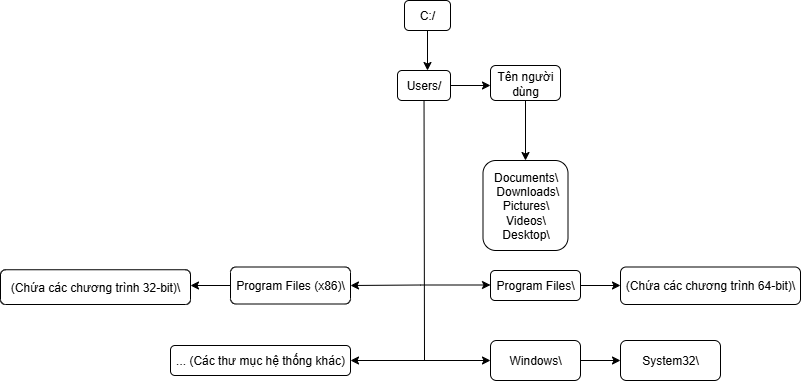 C:/
Users/
Tên người
dùng
Documents\
Downloads\
Pictures\
Videos\
Desktop\
(Chứa các chương trình 32-bit)\
Program Files (x86)\
Program Files\
(Chứa các chương trình 64-bit)\
... (Các thư mục hệ thống khác)
Windows\
System32\